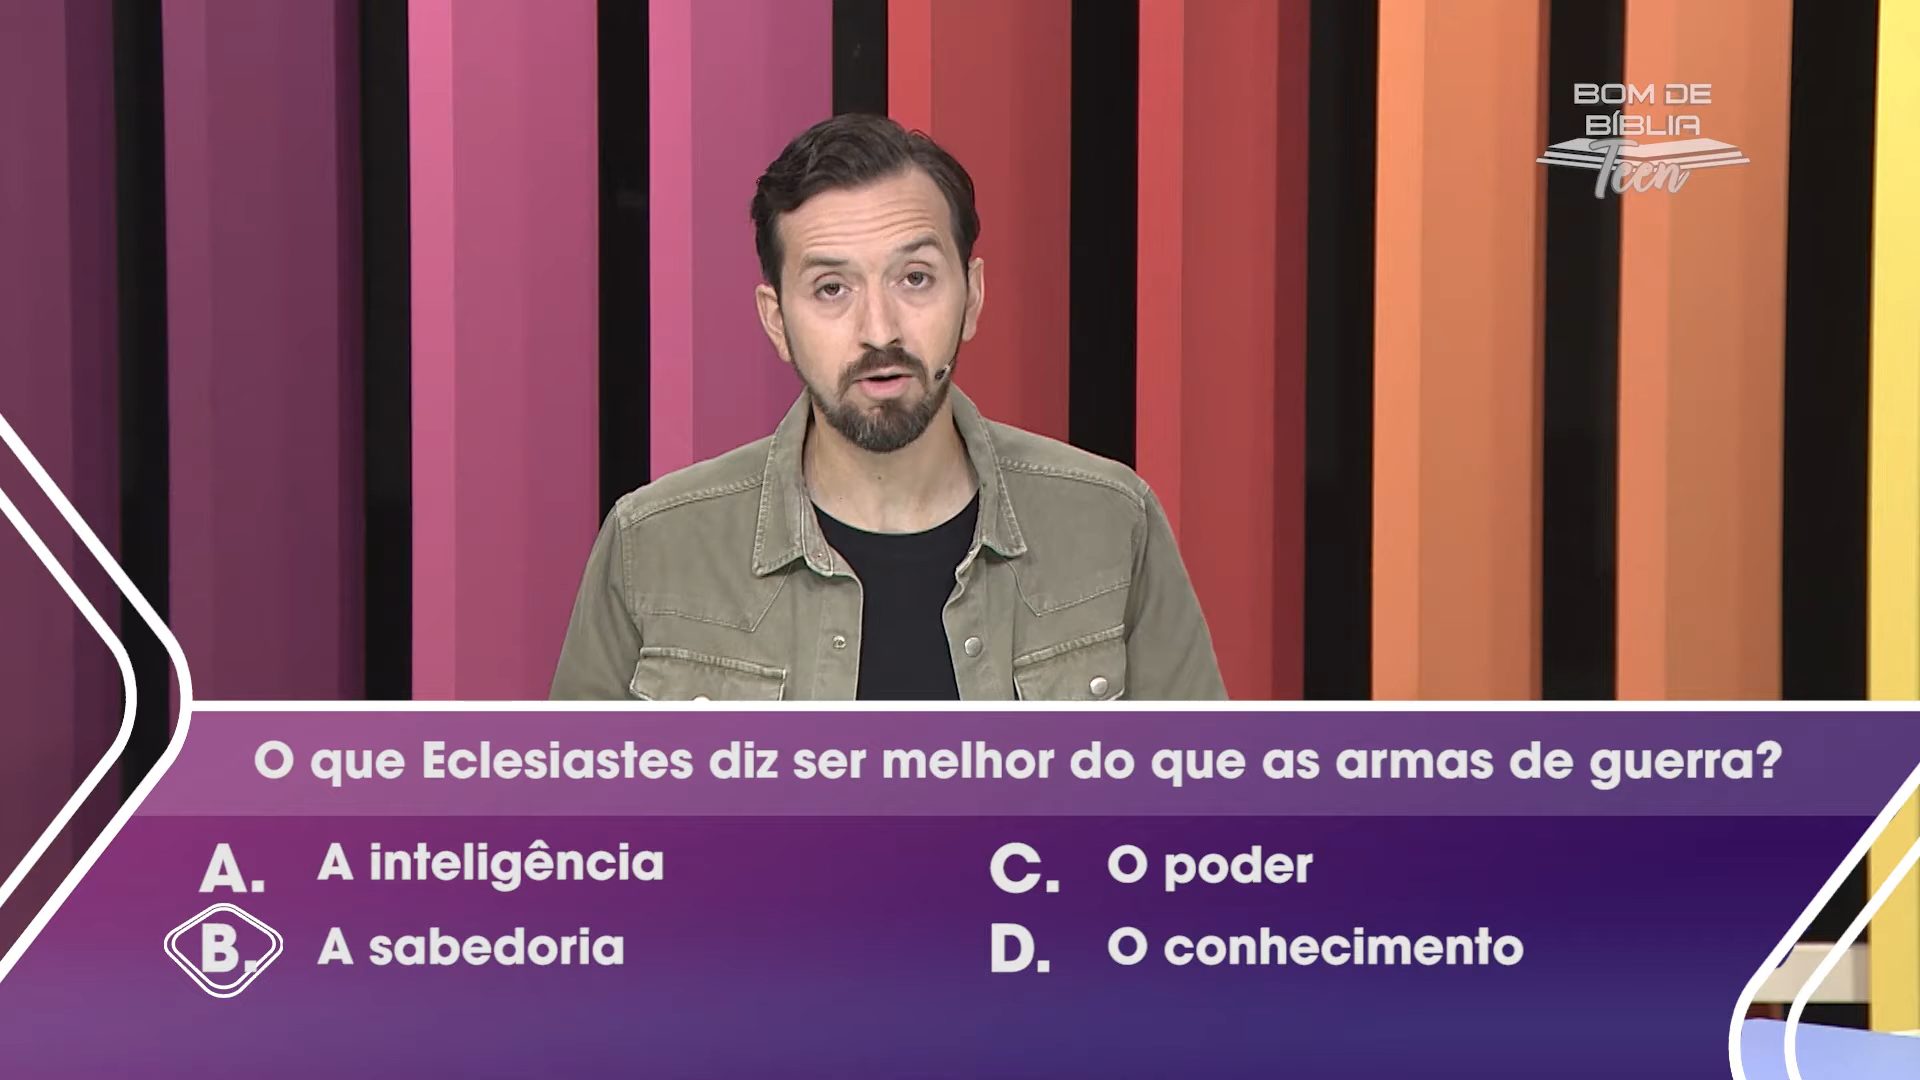 BOM DE
BÍBLIA
Teen
O que Eclesiastes diz ser melhor do que as armas de guerra?
A. A inteligência
B. A sabedoria
C. O poder
D. O conhecimento